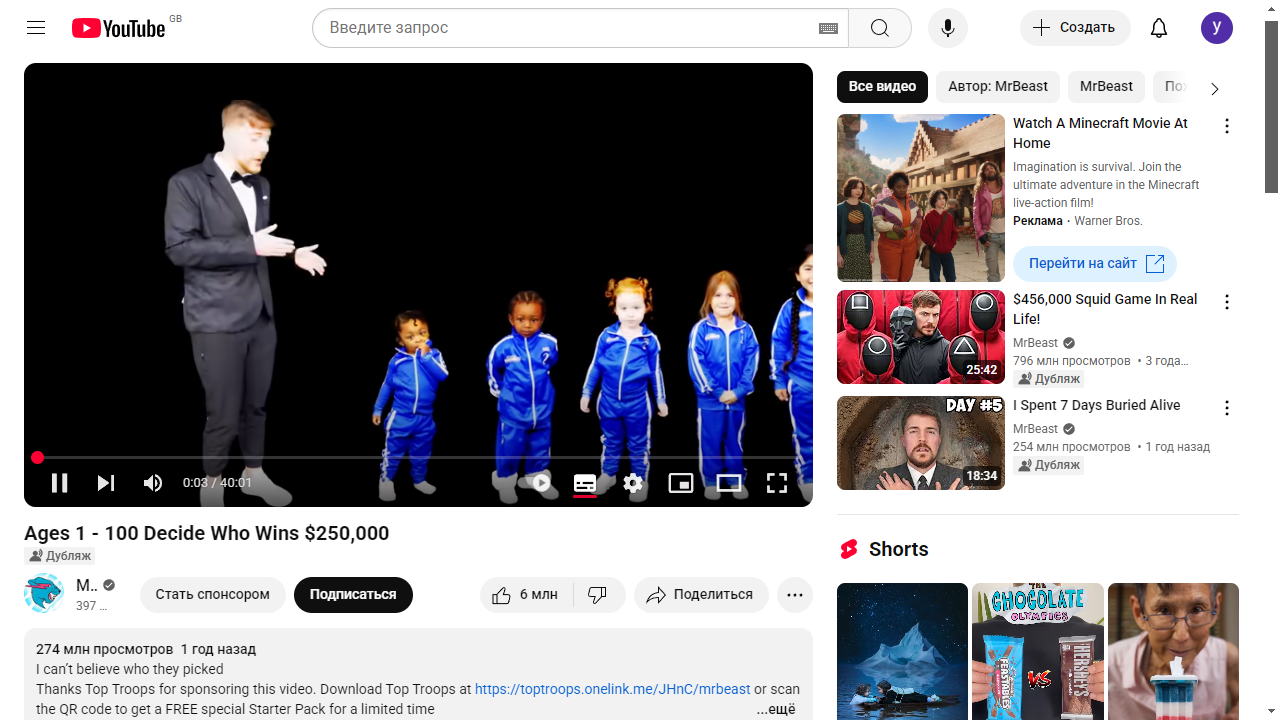 YouTube GB
Введите запрос
Создать
y
0:03 / 40:01
Ages 1 - 100 Decide Who Wins $250,000
Дубляж
M..
397 ...
Стать спонсором
Подписаться
6 млн
Поделиться
274 млн просмотров 1 год назад
I can't believe who they picked
Thanks Top Troops for sponsoring this video. Download Top Troops at https://toptroops.onelink.me/JHnC/mrbeast or scan
the QR code to get a FREE special Starter Pack for a limited time
...ещё
Все видео
Автор: MrBeast
MrBeast
Watch A Minecraft Movie At
Home
Imagination is survival. Join the
ultimate adventure in the Minecraft
live-action film!
Реклама · Warner Bros.
Перейти на сайт
25:42
$456,000 Squid Game In Real
Life!
MrBeast
796 млн просмотров • 3 года...
Дубляж
DAY #5
18:34
I Spent 7 Days Buried Alive
MrBeast
254 млн просмотров • 1 год назад
Дубляж
Shorts
THE
CHOCOLATE
OLYMPICS
FEASTABLES
VS
HERSHEY'S